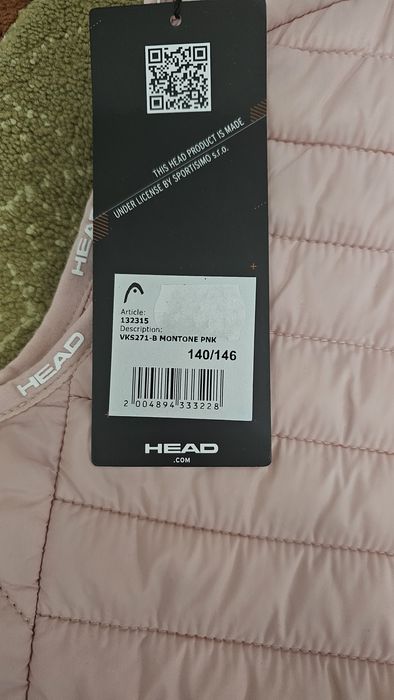 THIS HEAD PRODUCT IS MADE
UNDER LICENSE BY SPORTISIMO s.r.o.
HEAD
Article:
132315
Description:
VKS271-B MONTONE PNK
140/146
2 004894 333228
HEAD
HEAD
.COM